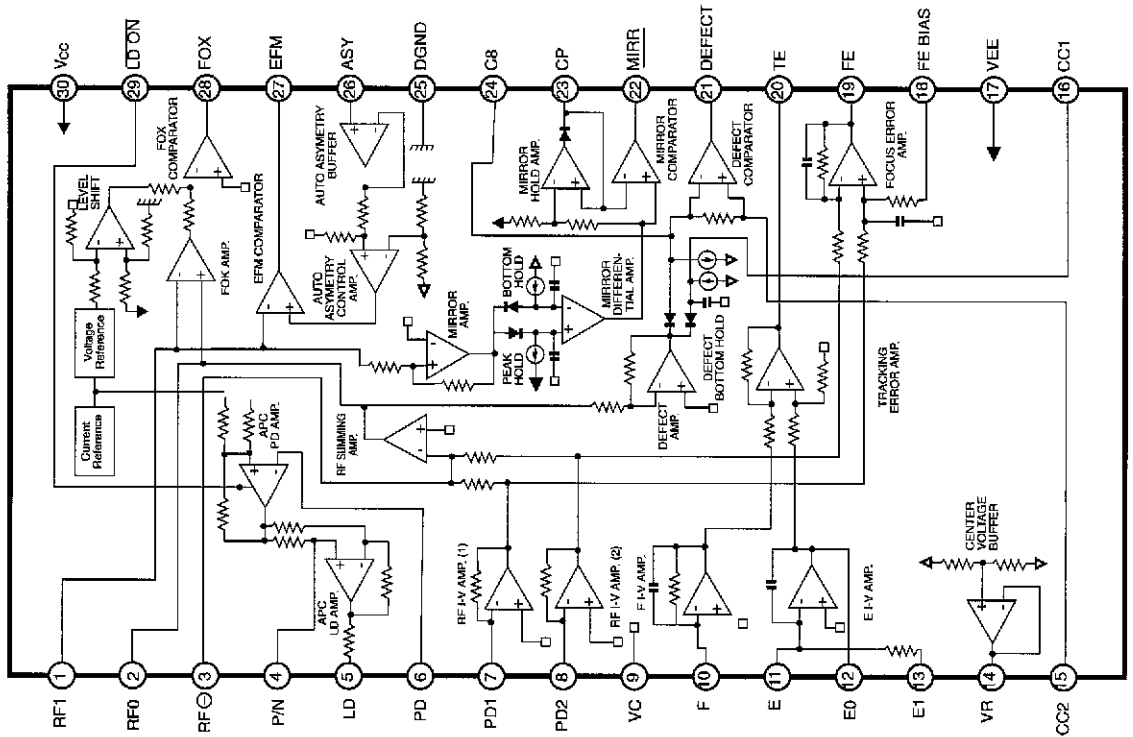 30 Vcc
29 LD ON
28 FOX
27 EFM
26 ASY
25 DGND
24 C8
23 CP
22 MIRR
21 DEFECT
20 TE
19 FE
18 FE BIAS
17 VEE
16 CC1
FOX
COMPARATOR
LEVEL
SHIFT
FOK AMP.
EFM COMPARATOR
AUTO ASYMETRY
BUFFER
AUTO
ASYMETRY
CONTROL
AMP.
MIRROR
HOLD AMP.
MIRROR
COMPARATOR
DEFECT
COMPARATOR
FOCUS ERROR
AMP.
Voltage
Reference
Current
Reference
APC
PD AMP.
RF SUMMING
AMP.
MIRROR
AMP.
BOTTOM
HOLD
PEAK
HOLD
MIRROR
DIFFEREN-
TIAL AMP.
DEFECT
AMP.
DEFECT
BOTTOM HOLD
TRACKING
ERROR AMP.
APC
LD AMP.
RF I-V AMP. (1)
RF I-V AMP. (2)
F I-V AMP.
E I-V AMP.
CENTER
VOLTAGE
BUFFER
1 RF1
2 RF0
3 RF⊖
4 P/N
5 LD
6 PD
7 PD1
8 PD2
9 VC
10 F
11 E
12 E0
13 E1
14 VR
15 CC2